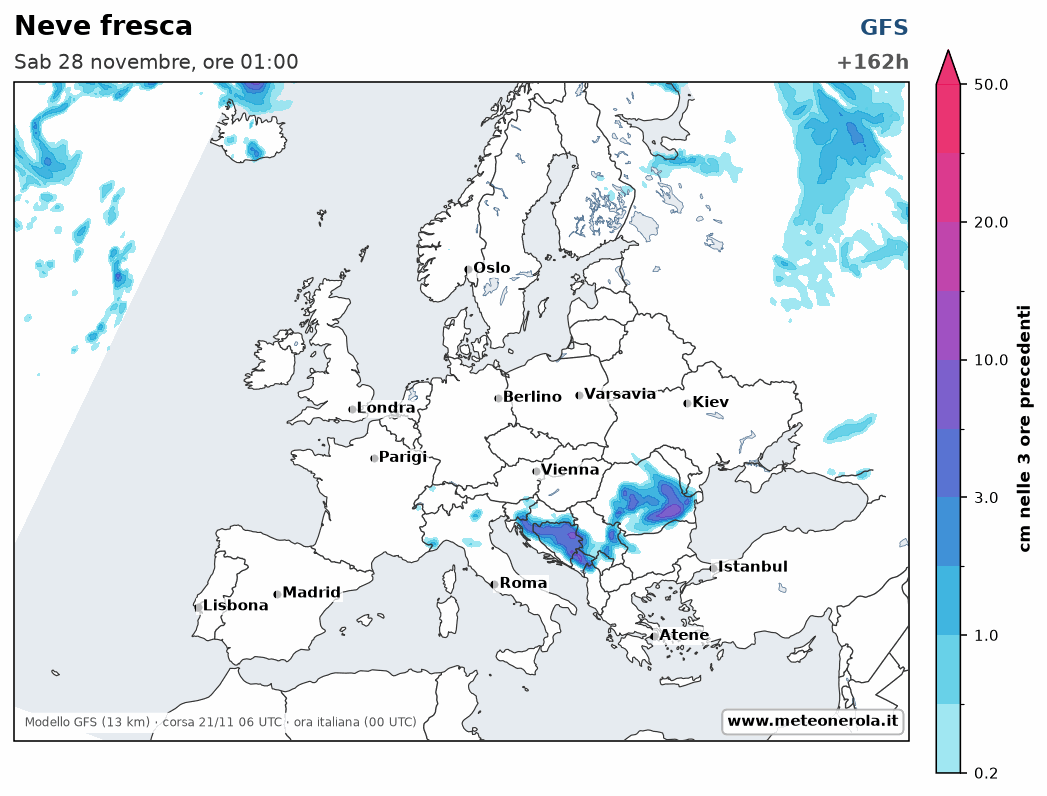 Neve fresca
GFS
Sab 28 novembre, ore 01:00
+162h
50.0
20.0
10.0
3.0
1.0
0.2
cm nelle 3 ore precedenti
Oslo
Londra
Berlino
Varsavia
Kiev
Parigi
Vienna
Istanbul
Roma
Madrid
Lisbona
Atene
Modello GFS (13 km) · corsa 21/11 06 UTC · ora italiana (00 UTC)
www.meteonerola.it